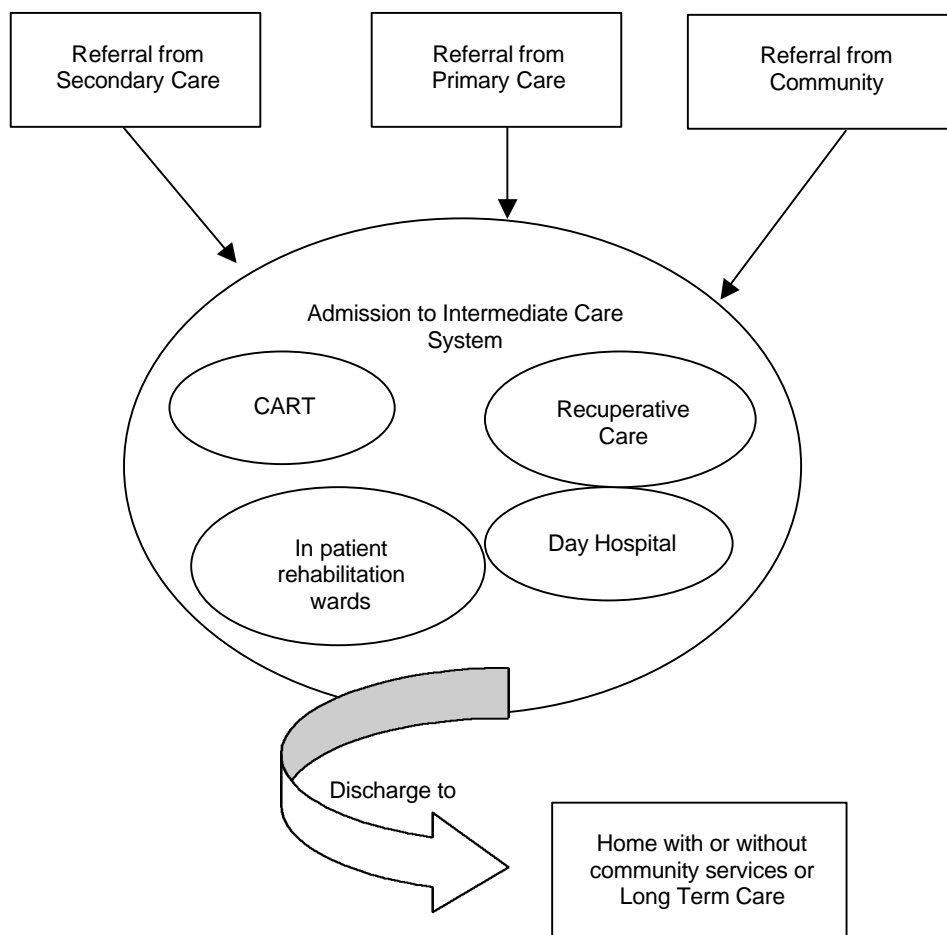 Referral from
Secondary Care
Referral from
Primary Care
Referral from
Community
Admission to Intermediate Care
System
CART
Recuperative
Care
In patient
rehabilitation
wards
Day Hospital
Discharge to
Home with or without
community services or
Long Term Care